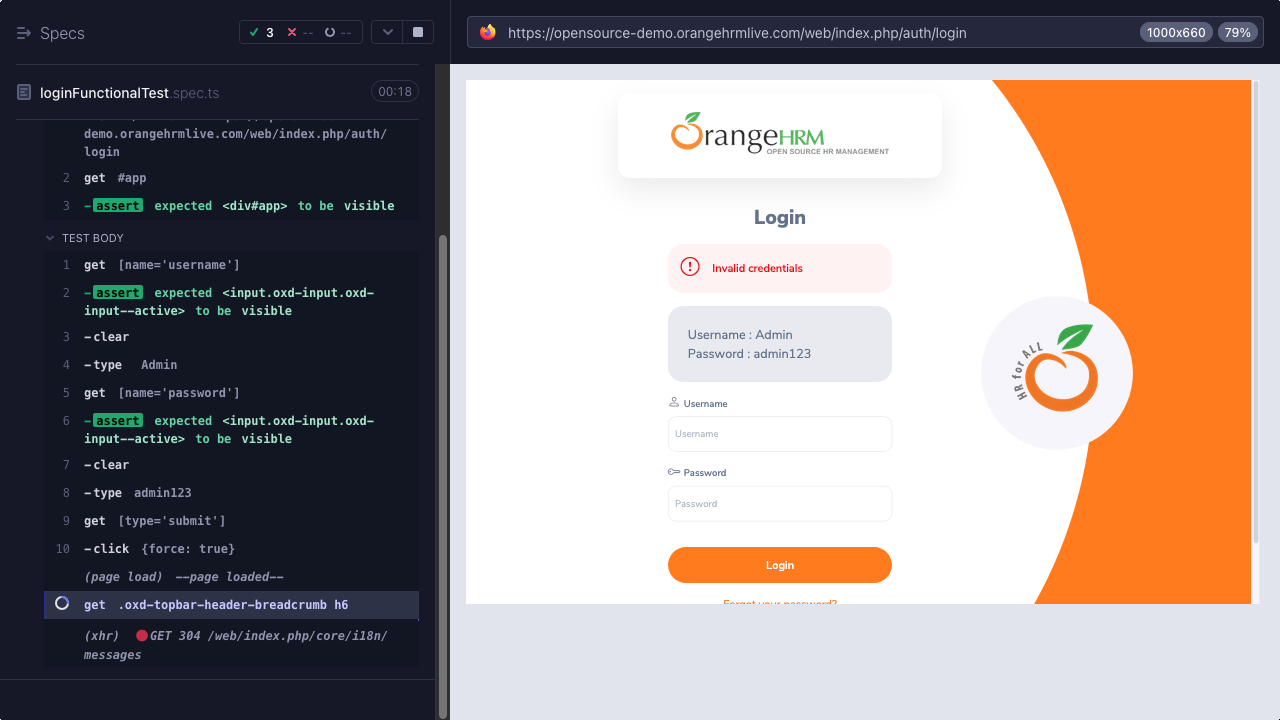 Specs
3
--
--
https://opensource-demo.orangehrmlive.com/web/index.php/auth/login
1000x660
79%
loginFunctionalTest.spec.ts
00:18
demo.orangehrmlive.com/web/index.php/auth/
login
2 get #app
3 -assert expected <div#app> to be visible
TEST BODY
1 get [name='username']
2 -assert expected <input.oxd-input.oxd-
input--active> to be visible
3 -clear
4 -type Admin
5 get [name='password']
6 -assert expected <input.oxd-input.oxd-
input--active> to be visible
7 -clear
8 -type admin123
9 get [type='submit']
10 -click {force: true}
(page load) --page loaded--
get .oxd-topbar-header-breadcrumb h6
(xhr) GET 304 /web/index.php/core/i18n/
messages
OrangeHRM
OPEN SOURCE HR MANAGEMENT
Login
Invalid credentials
Username : Admin
Password : admin123
Username
Username
Password
Password
Login
Forgot your password?
HR for ALL